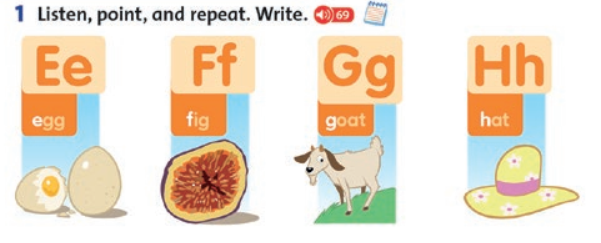 1 Listen, point, and repeat. Write. 69
Ee Ff Gg Hh
egg fig goat hat